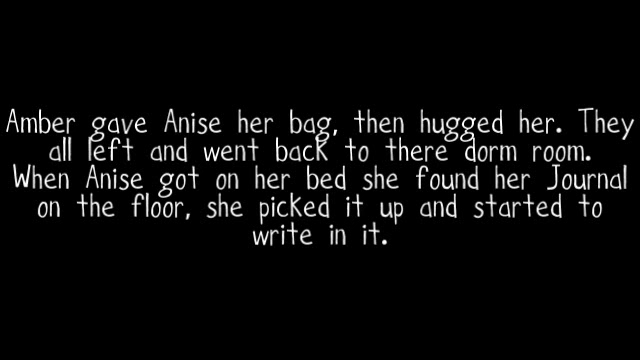 Amber gave Anise her bag, then hugged her. They
all left and went back to there dorm room.
When Anise got on her bed she found her Journal
on the floor, she picked it up and started to
write in it.